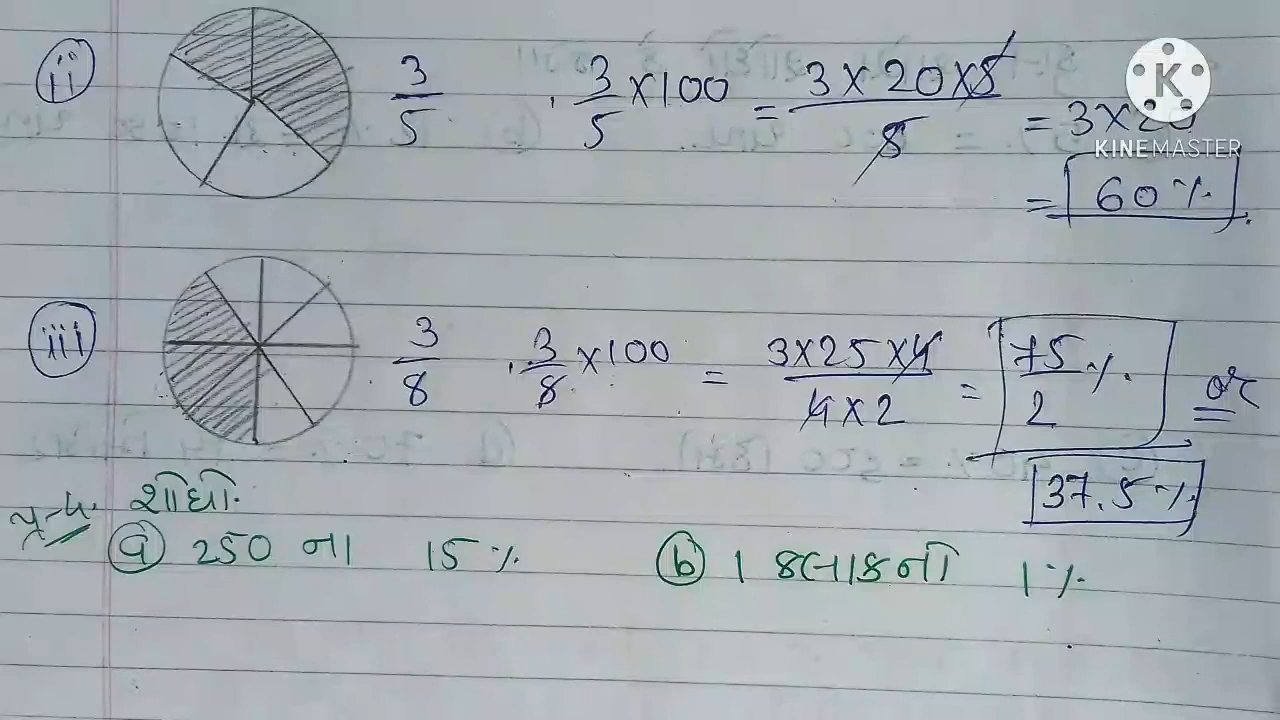 ii 3/5 . 3/5 x 100 = 3 x 20 x 5 / 5 = 3 x 20
= 60 %
K
KINEMASTER
iii 3/8 . 3/8 x 100 = 3 x 25 x 4 / 4 x 2 = 75/2 % or
37.5 %
પ્ર-૫. શોધો.
a 250 ના 15 % b 1 કલાકની 1 %